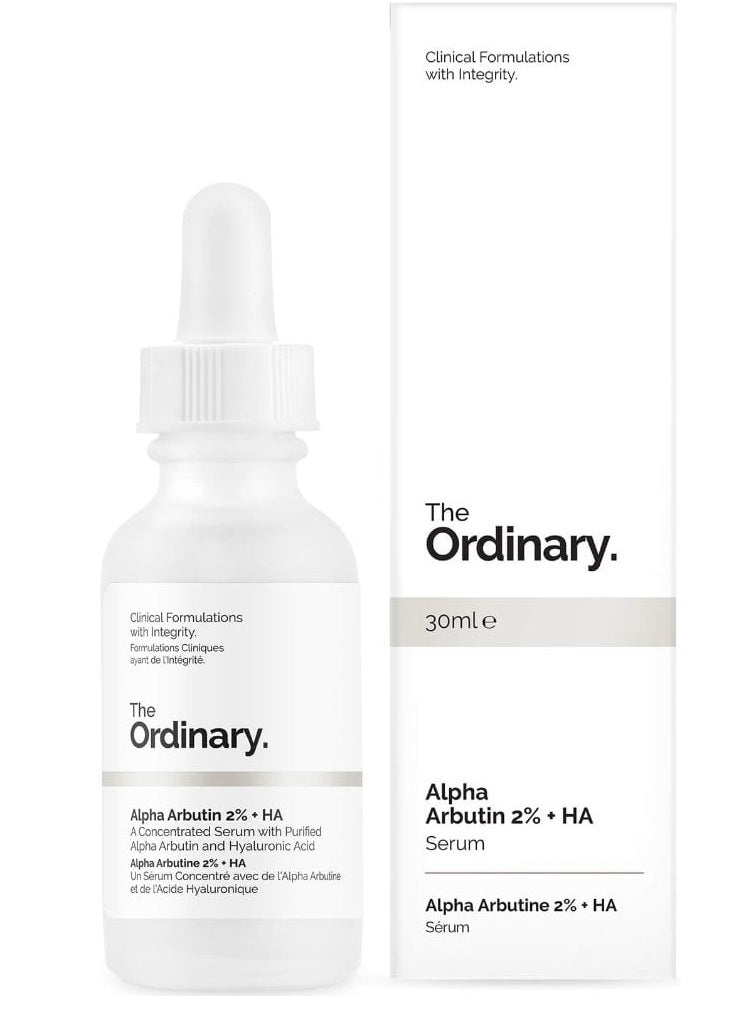 Clinical Formulations
with Integrity.
Formulations Cliniques
ayant de l'Intégrité.
The
Ordinary.
Alpha Arbutin 2% + HA
A Concentrated Serum with Purified
Alpha Arbutin and Hyaluronic Acid
Alpha Arbutine 2% + HA
Un Sérum Concentré avec de l'Alpha Arbutine
et de l'Acide Hyaluronique
Clinical Formulations
with Integrity.
The
Ordinary.
30ml ℮
Alpha
Arbutin 2% + HA
Serum
Alpha Arbutine 2% + HA
Sérum